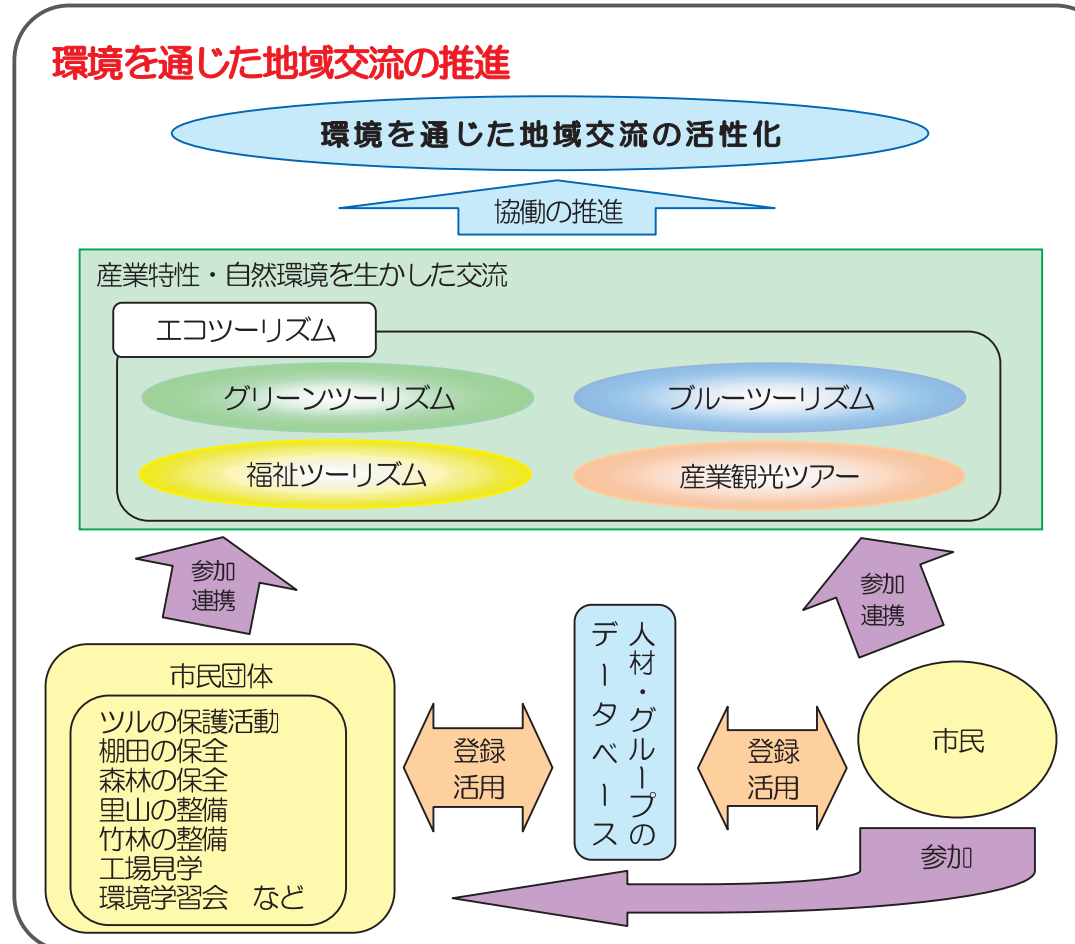 環境を通じた地域交流の推進
環境を通じた地域交流の活性化
協働の推進
産業特性・自然環境を生かした交流
エコツーリズム
グリーンツーリズム
ブルーツーリズム
福祉ツーリズム
産業観光ツアー
参加
連携
参加
連携
市民団体
ツルの保護活動
棚田の保全
森林の保全
里山の整備
竹林の整備
工場見学
環境学習会　など
登録
活用
人材・グループの
データベース
登録
活用
市民
参加